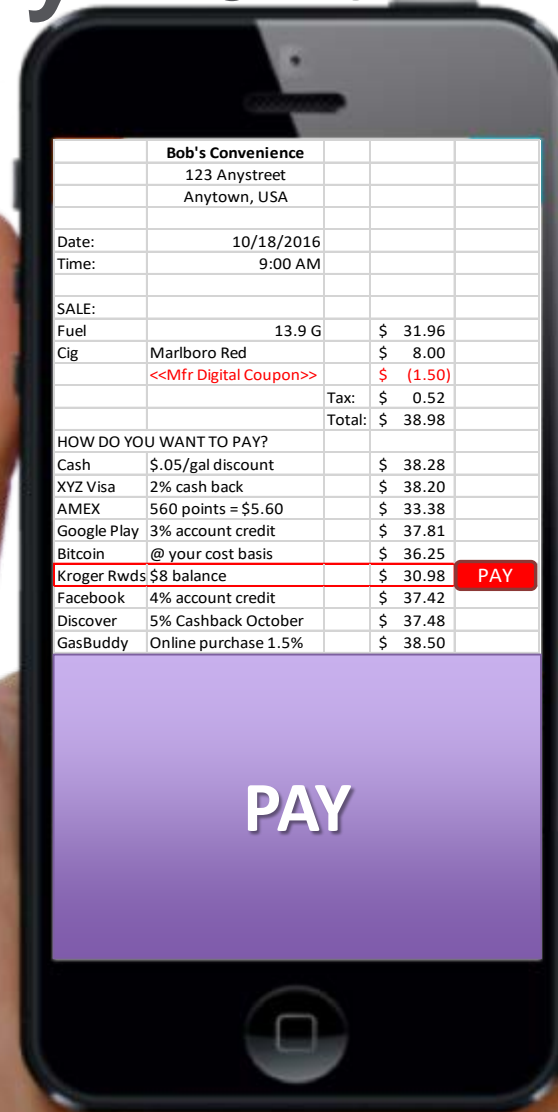 Bob's Convenience
123 Anystreet
Anytown, USA
Date: 10/18/2016
Time: 9:00 AM
SALE:
Fuel 13.9 G $ 31.96
Cig Marlboro Red $ 8.00
<<Mfr Digital Coupon>> $ (1.50)
Tax: $ 0.52
Total: $ 38.98
HOW DO YOU WANT TO PAY?
Cash $.05/gal discount $ 38.28
XYZ Visa 2% cash back $ 38.20
AMEX 560 points = $5.60 $ 33.38
Google Play 3% account credit $ 37.81
Bitcoin @ your cost basis $ 36.25
Kroger Rwds $8 balance $ 30.98 PAY
Facebook 4% account credit $ 37.42
Discover 5% Cashback October $ 37.48
GasBuddy Online purchase 1.5% $ 38.50
PAY